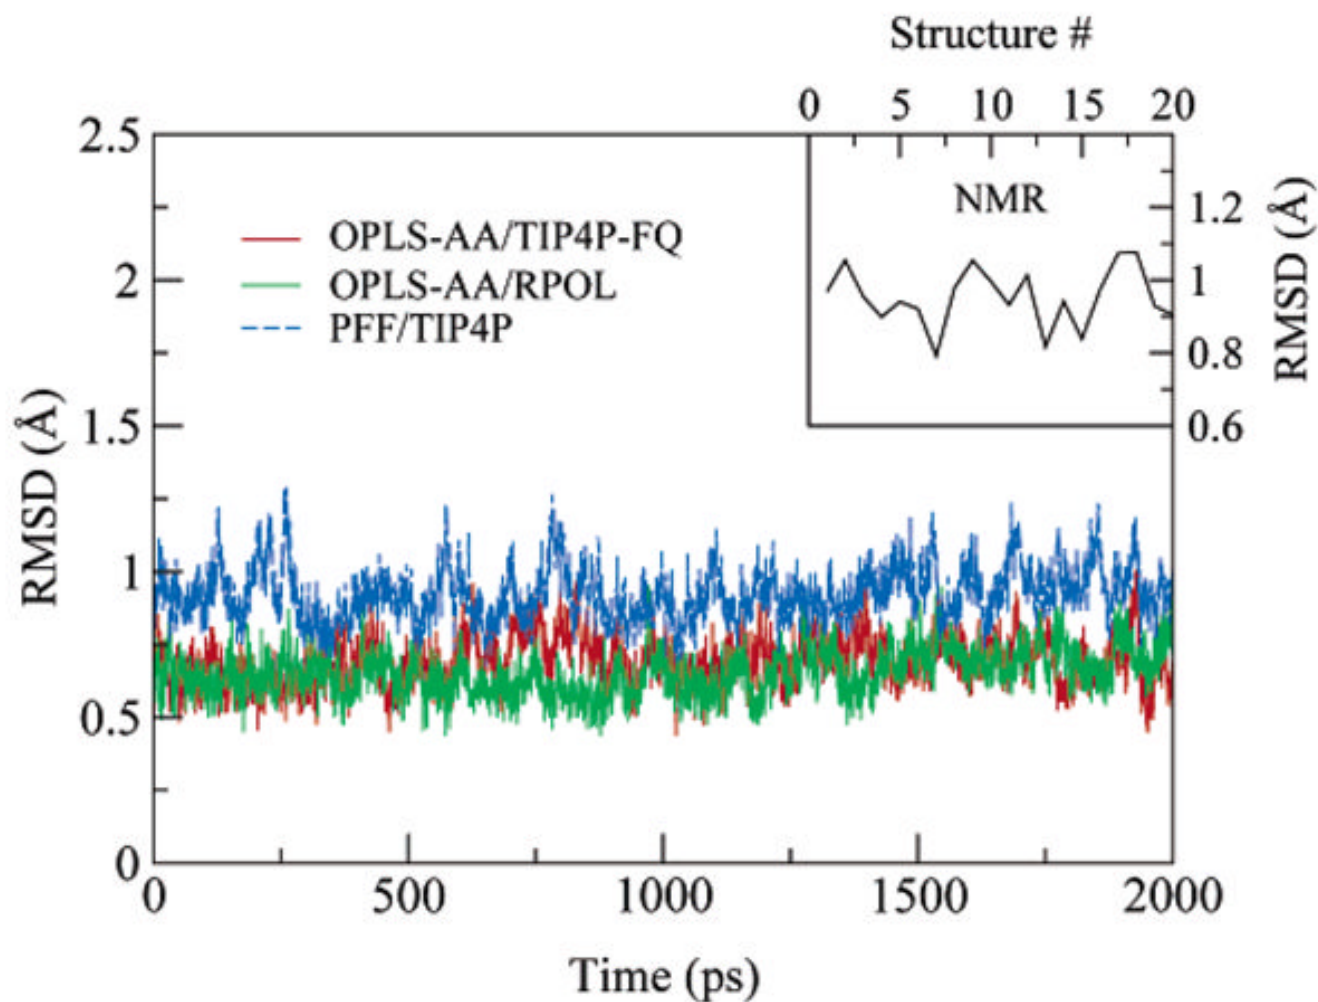 Structure #
0 5 10 15 20
2.5
NMR
1.2
OPLS-AA/TIP4P-FQ
OPLS-AA/RPOL
PFF/TIP4P
2
1
0.8
0.6
RMSD (Å)
1.5
RMSD (Å)
1
0.5
0
0 500 1000 1500 2000
Time (ps)